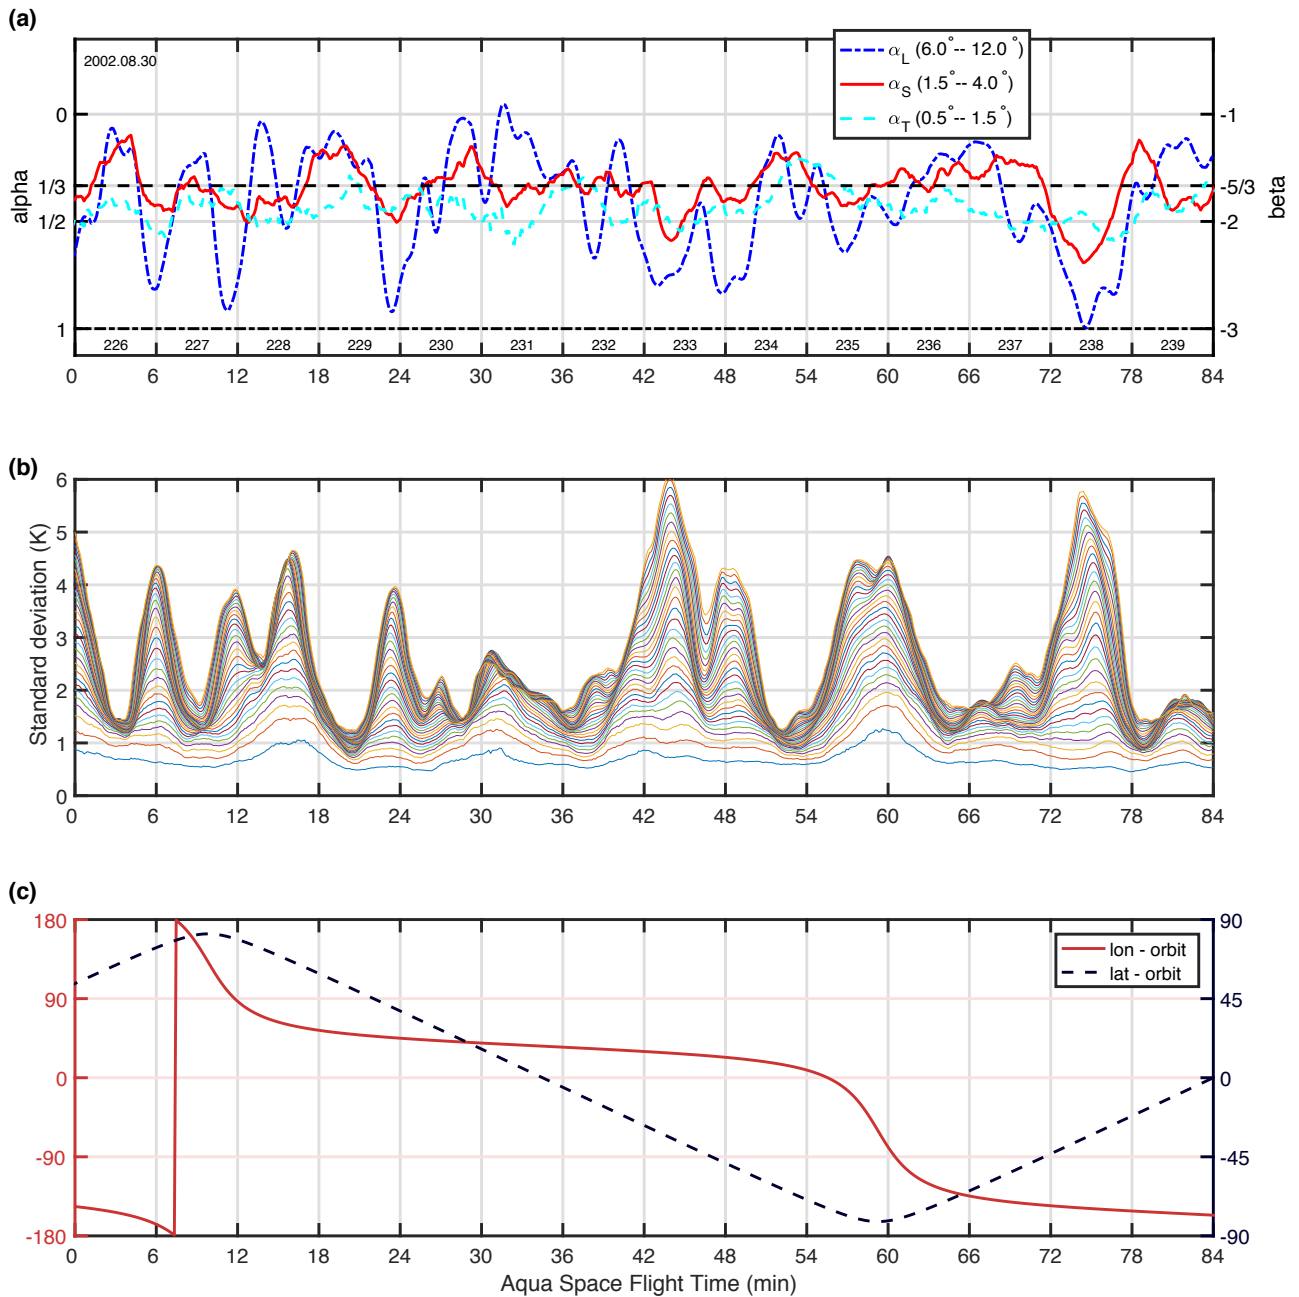 (a)
2002.08.30
α_L (6.0°-- 12.0°)
α_S (1.5°-- 4.0°)
α_T (0.5°-- 1.5°)
alpha
0
1/3
1/2
1
-1
-5/3
-2
-3
beta
226 227 228 229 230 231 232 233 234 235 236 237 238 239
0 6 12 18 24 30 36 42 48 54 60 66 72 78 84
(b)
Standard deviation (K)
6
5
4
3
2
1
0
0 6 12 18 24 30 36 42 48 54 60 66 72 78 84
(c)
180
90
0
-90
-180
lon - orbit
lat - orbit
90
45
0
-45
-90
0 6 12 18 24 30 36 42 48 54 60 66 72 78 84
Aqua Space Flight Time (min)